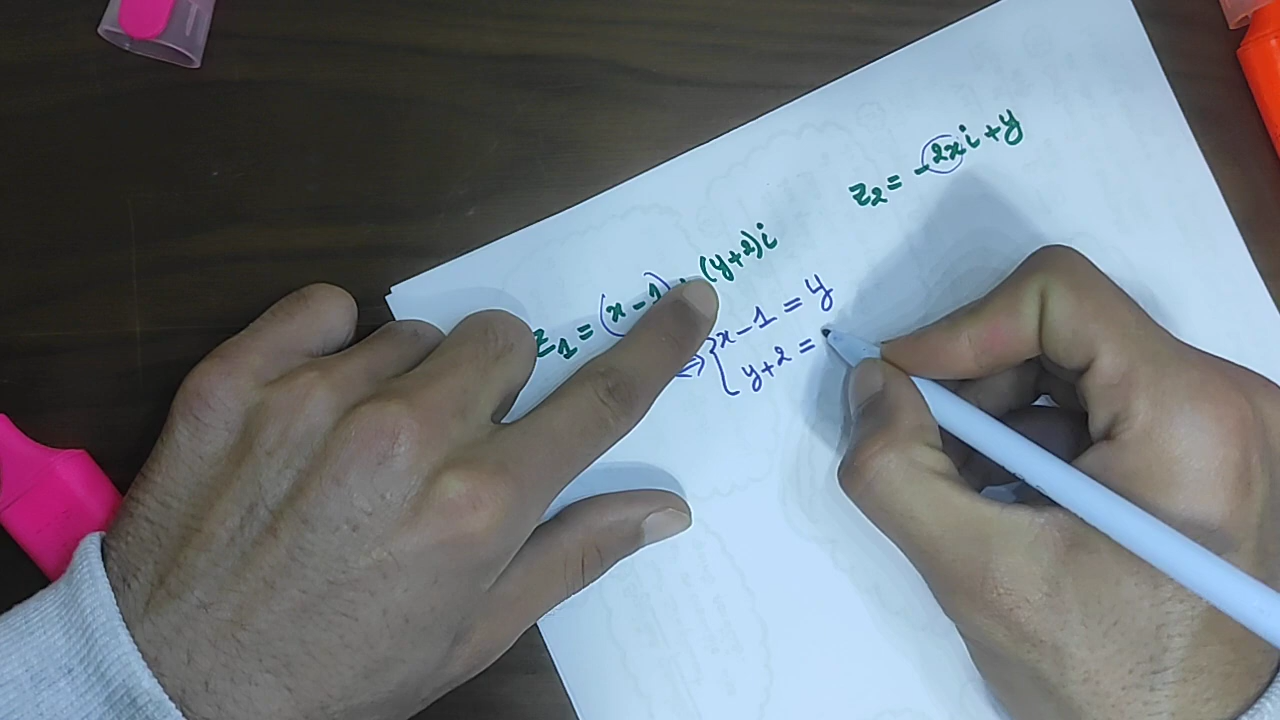 z₂ = -2xi + y
z₁ = (x - 1) + (y+2)i
⇔ { x - 1 = y
y+2 =